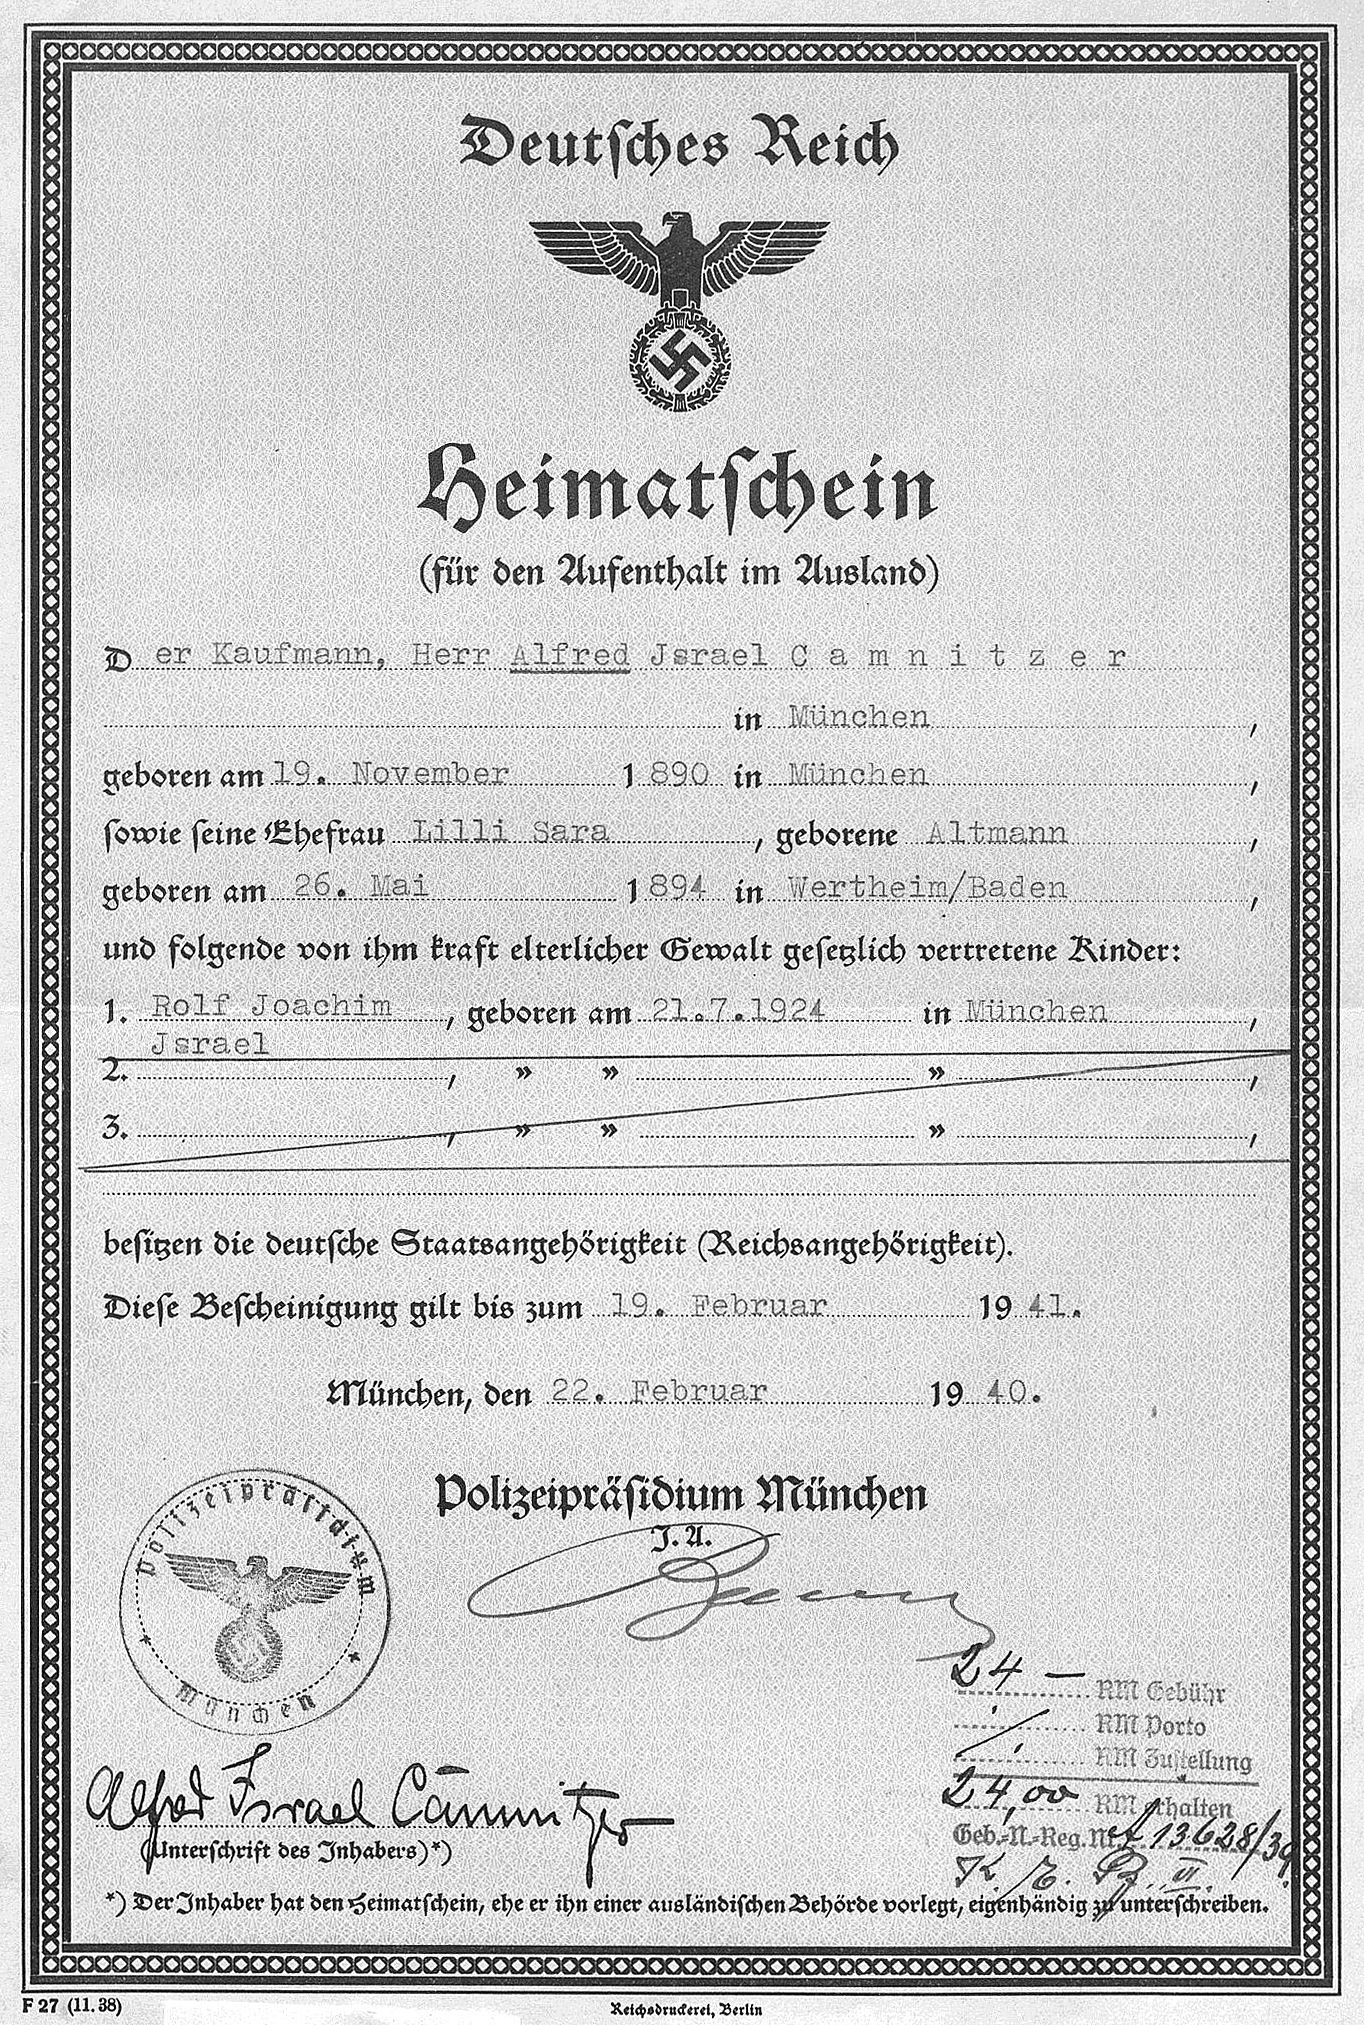 Deutsches Reich
Heimatschein
(für den Aufenthalt im Ausland)
Der Kaufmann, Herr Alfred Jsrael Camnitzer
in München,
geboren am 19. November 1890 in München,
sowie seine Ehefrau Lilli Sara, geborene Altmann,
geboren am 26. Mai 1894 in Wertheim/Baden,
und folgende von ihm kraft elterlicher Gewalt gesetzlich vertretene Kinder:
1. Rolf Joachim, geboren am 21.7.1924 in München,
Jsrael
2. , » » » ,
3. , » » » ,
besitzen die deutsche Staatsangehörigkeit (Reichsangehörigkeit).
Diese Bescheinigung gilt bis zum 19. Februar 1941.
München, den 22. Februar 1940.
Polizeipräsidium München
J. A.
Polizeipräsidium
München
24 — RM Gebühr
RM Porto
RM Zustellung
24,00 RM erhalten
Geb.-N.-Reg.Nr. A 13628/39
Alfred Israel Camnitzer
(Unterschrift des Inhabers)*)
*) Der Inhaber hat den Heimatschein, ehe er ihn einer ausländischen Behörde vorlegt, eigenhändig zu unterschreiben.
F 27 (11. 38)
Reichsdruckerei, Berlin